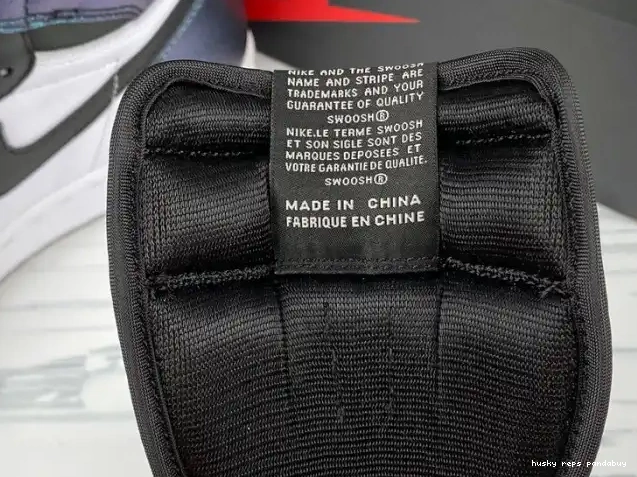 NIKE AND THE SWOOSH
NAME AND STRIPE ARE
TRADEMARKS AND YOUR
GUARANTEE OF QUALITY
SWOOSH®
NIKE.LE TERME SWOOSH
ET SON SIGLE SONT DES
MARQUES DEPOSEES ET
VOTRE GARANTIE DE QUALITE.
SWOOSH®
MADE IN CHINA
FABRIQUE EN CHINE
husky reps pandabuy